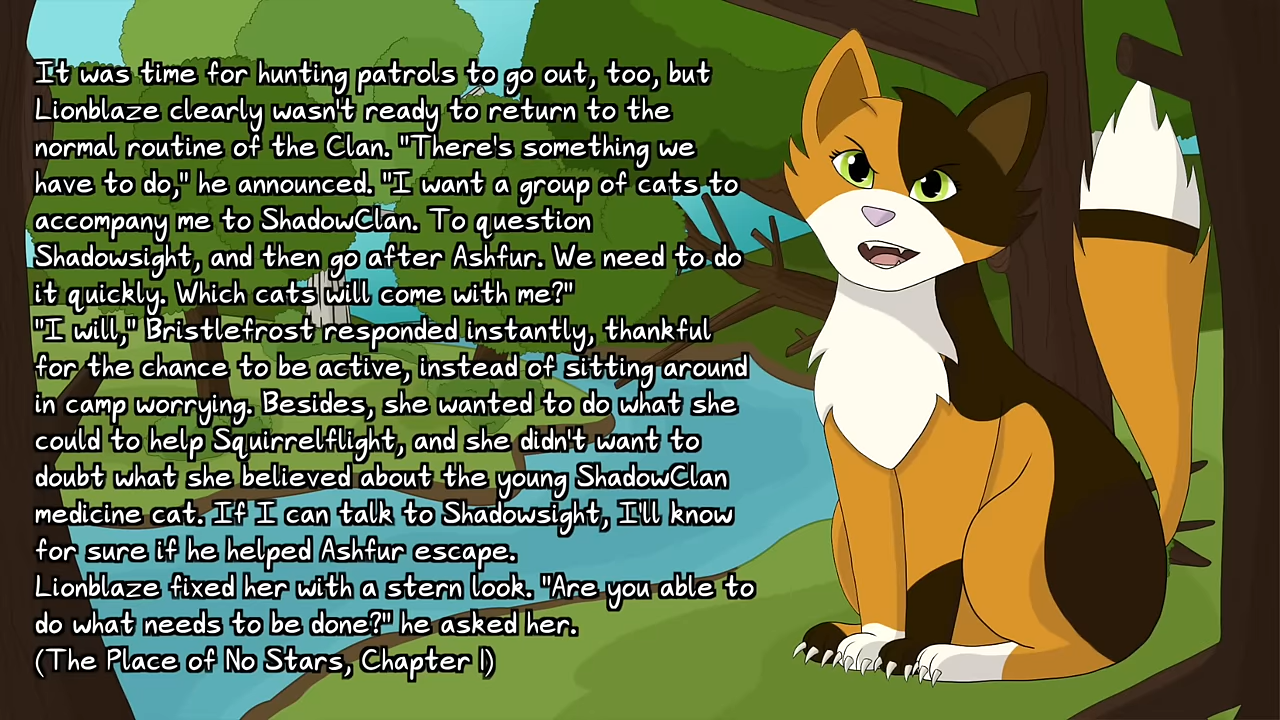 It was time for hunting patrols to go out, too, but
Lionblaze clearly wasn't ready to return to the
normal routine of the Clan. "There's something we
have to do," he announced. "I want a group of cats to
accompany me to ShadowClan. To question
Shadowsight, and then go after Ashfur. We need to do
it quickly. Which cats will come with me?"
"I will," Bristlefrost responded instantly, thankful
for the chance to be active, instead of sitting around
in camp worrying. Besides, she wanted to do what she
could to help Squirrelflight, and she didn't want to
doubt what she believed about the young ShadowClan
medicine cat. If I can talk to Shadowsight, I'll know
for sure if he helped Ashfur escape.
Lionblaze fixed her with a stern look. "Are you able to
do what needs to be done?" he asked her.
(The Place of No Stars, Chapter 1)